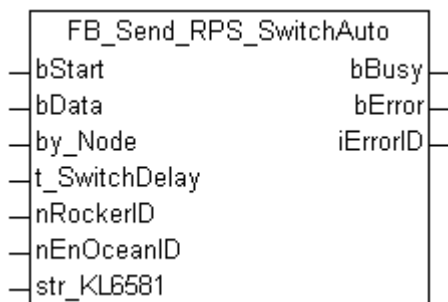 FB_Send_RPS_SwitchAuto
bStart bBusy
bData bError
by_Node iErrorID
t_SwitchDelay
nRockerID
nEnOceanID
str_KL6581